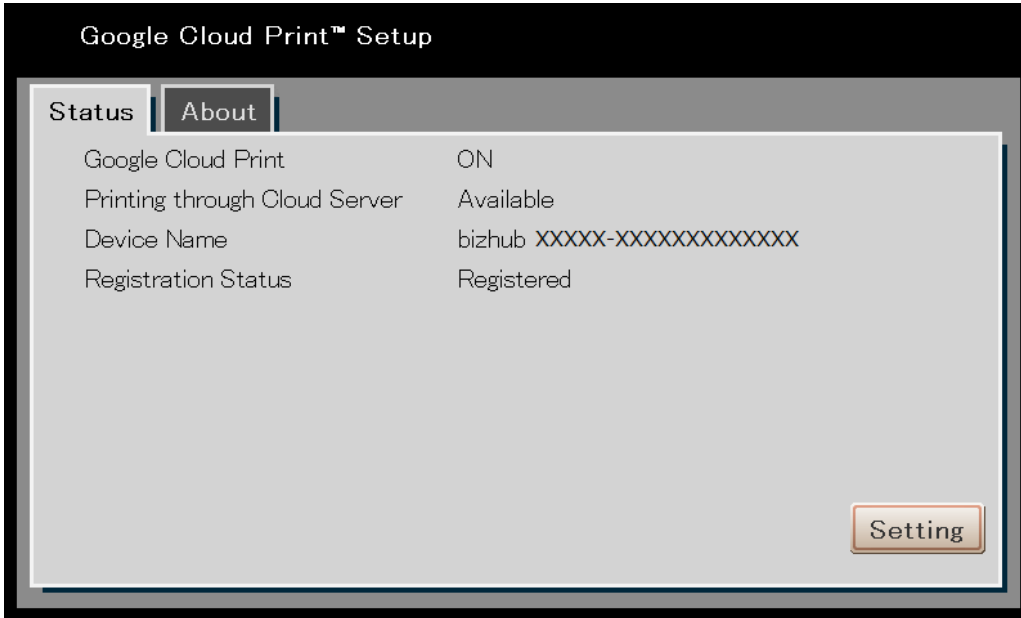 Google Cloud Print™ Setup
Status About
Google Cloud Print ON
Printing through Cloud Server Available
Device Name bizhub XXXXX-XXXXXXXXXXXXX
Registration Status Registered
Setting